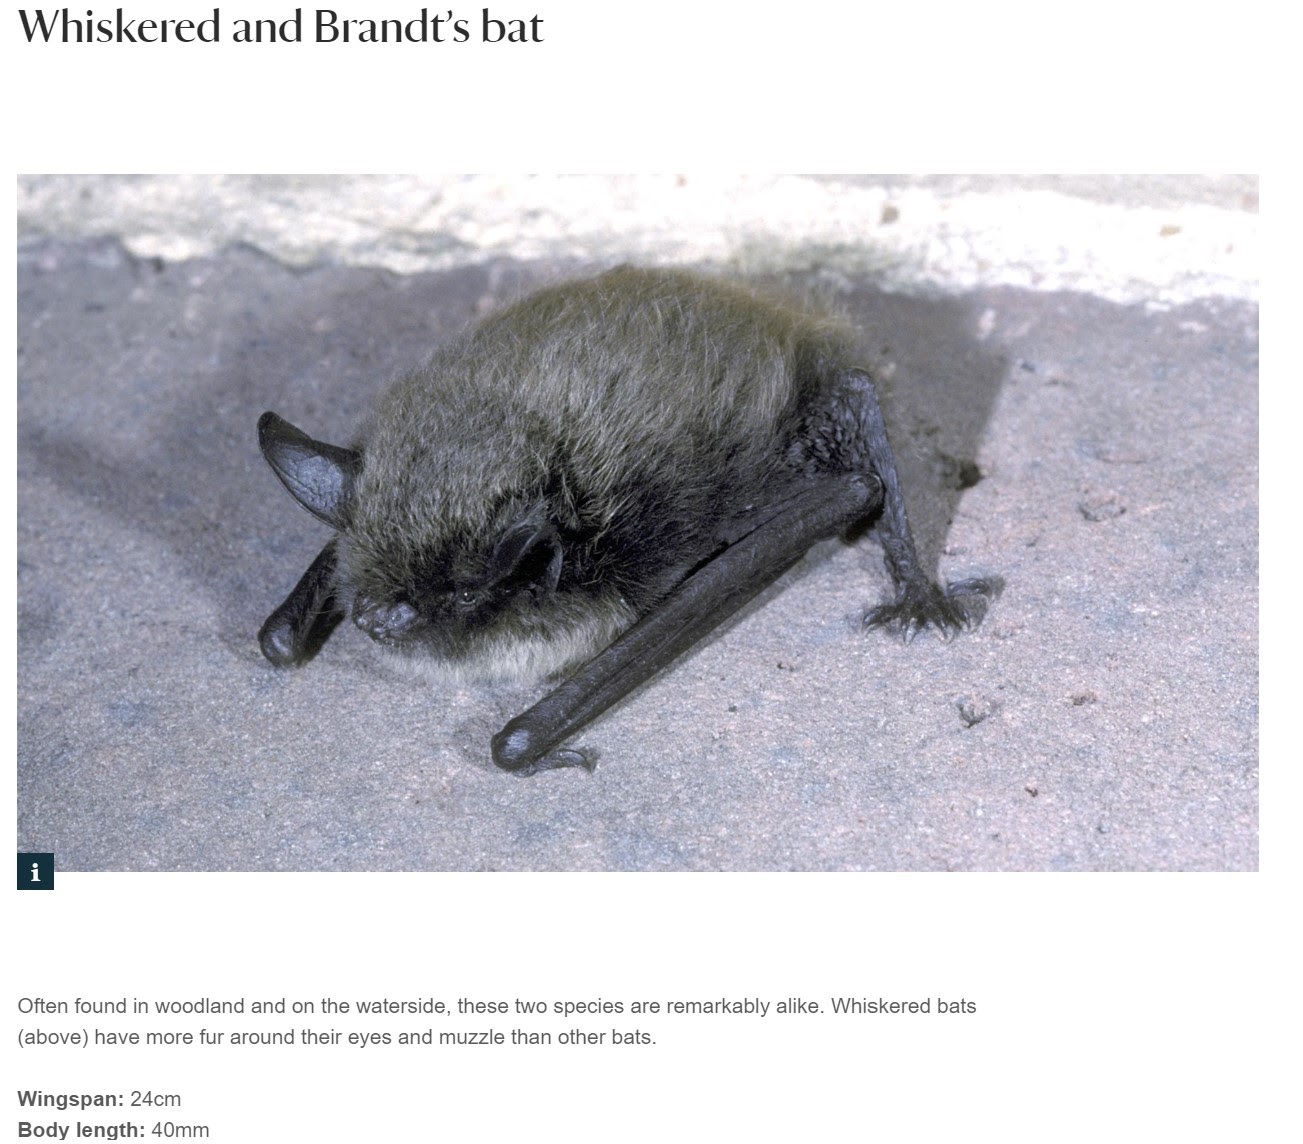 Whiskered and Brandt’s bat
i
Often found in woodland and on the waterside, these two species are remarkably alike. Whiskered bats
(above) have more fur around their eyes and muzzle than other bats.
Wingspan: 24cm
Body length: 40mm